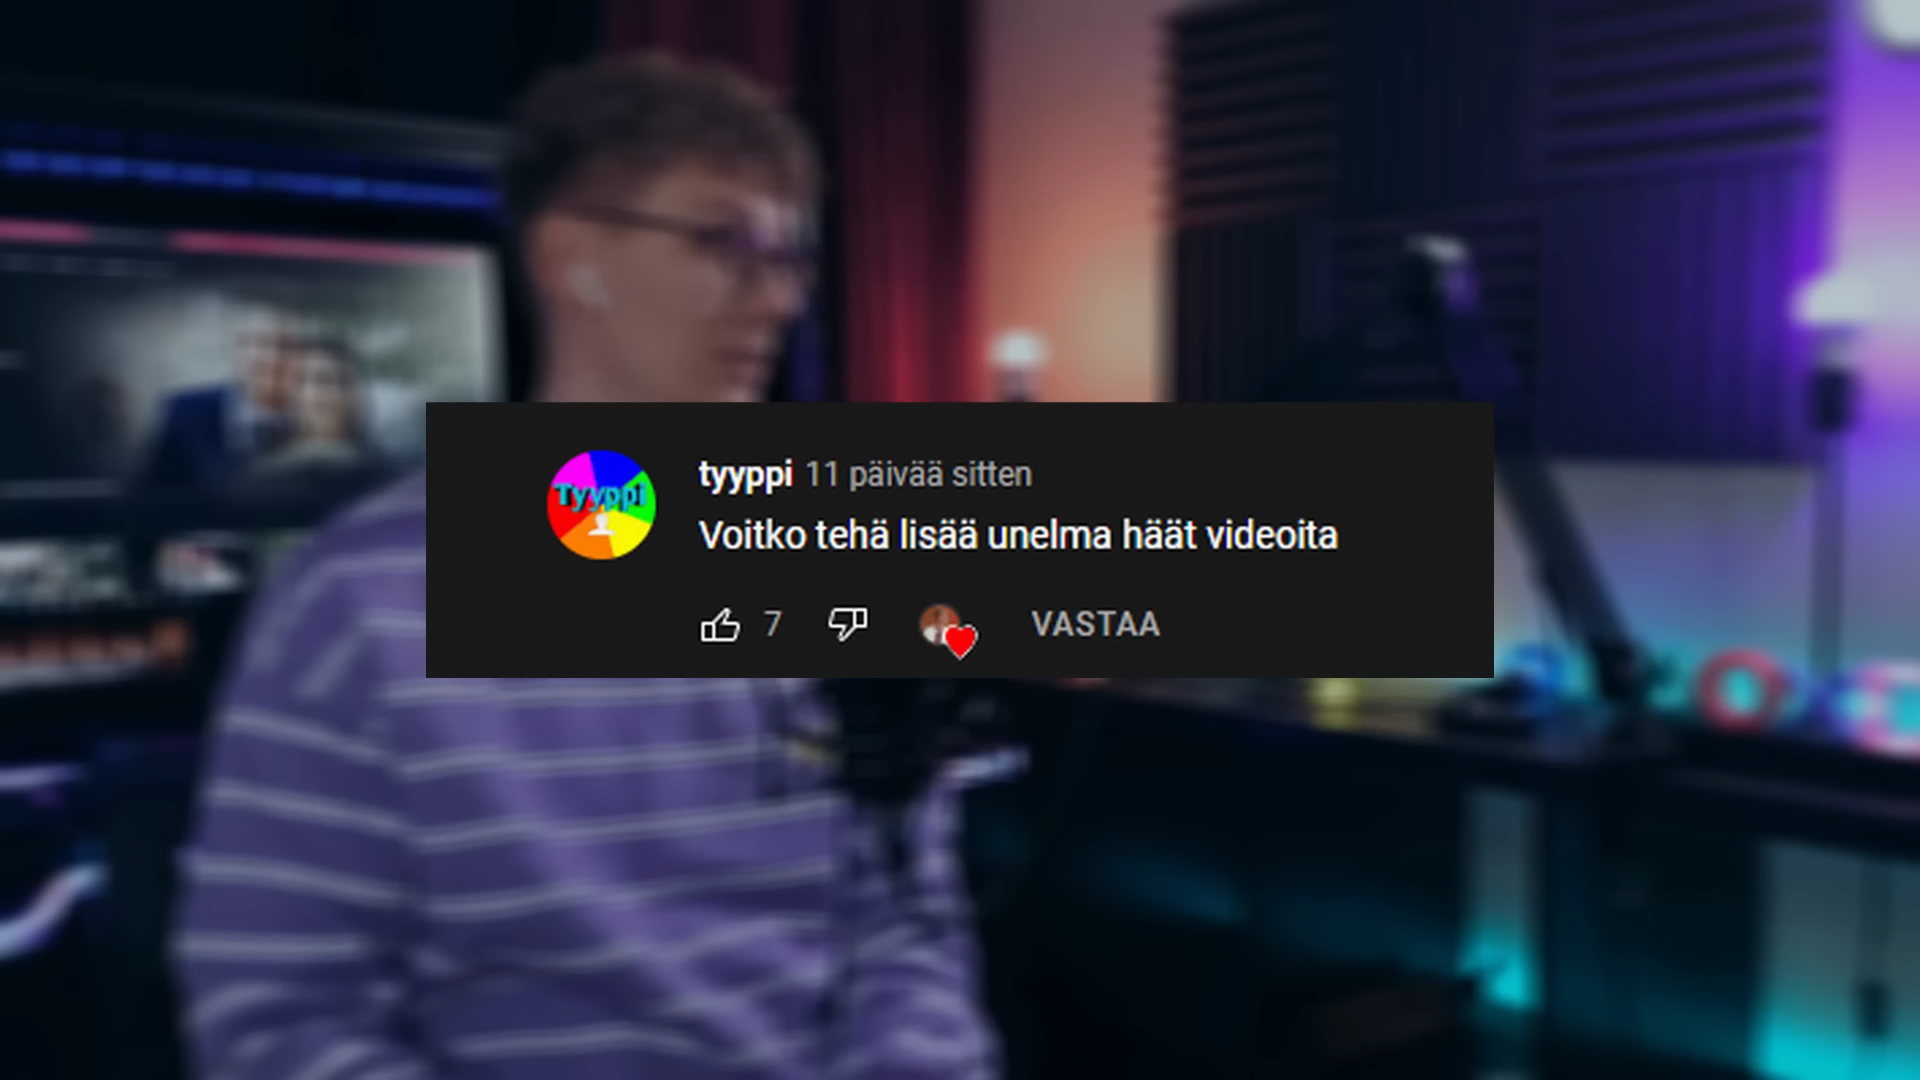 Tyyppi
tyyppi 11 päivää sitten
Voitko tehä lisää unelma häät videoita
7
VASTAA